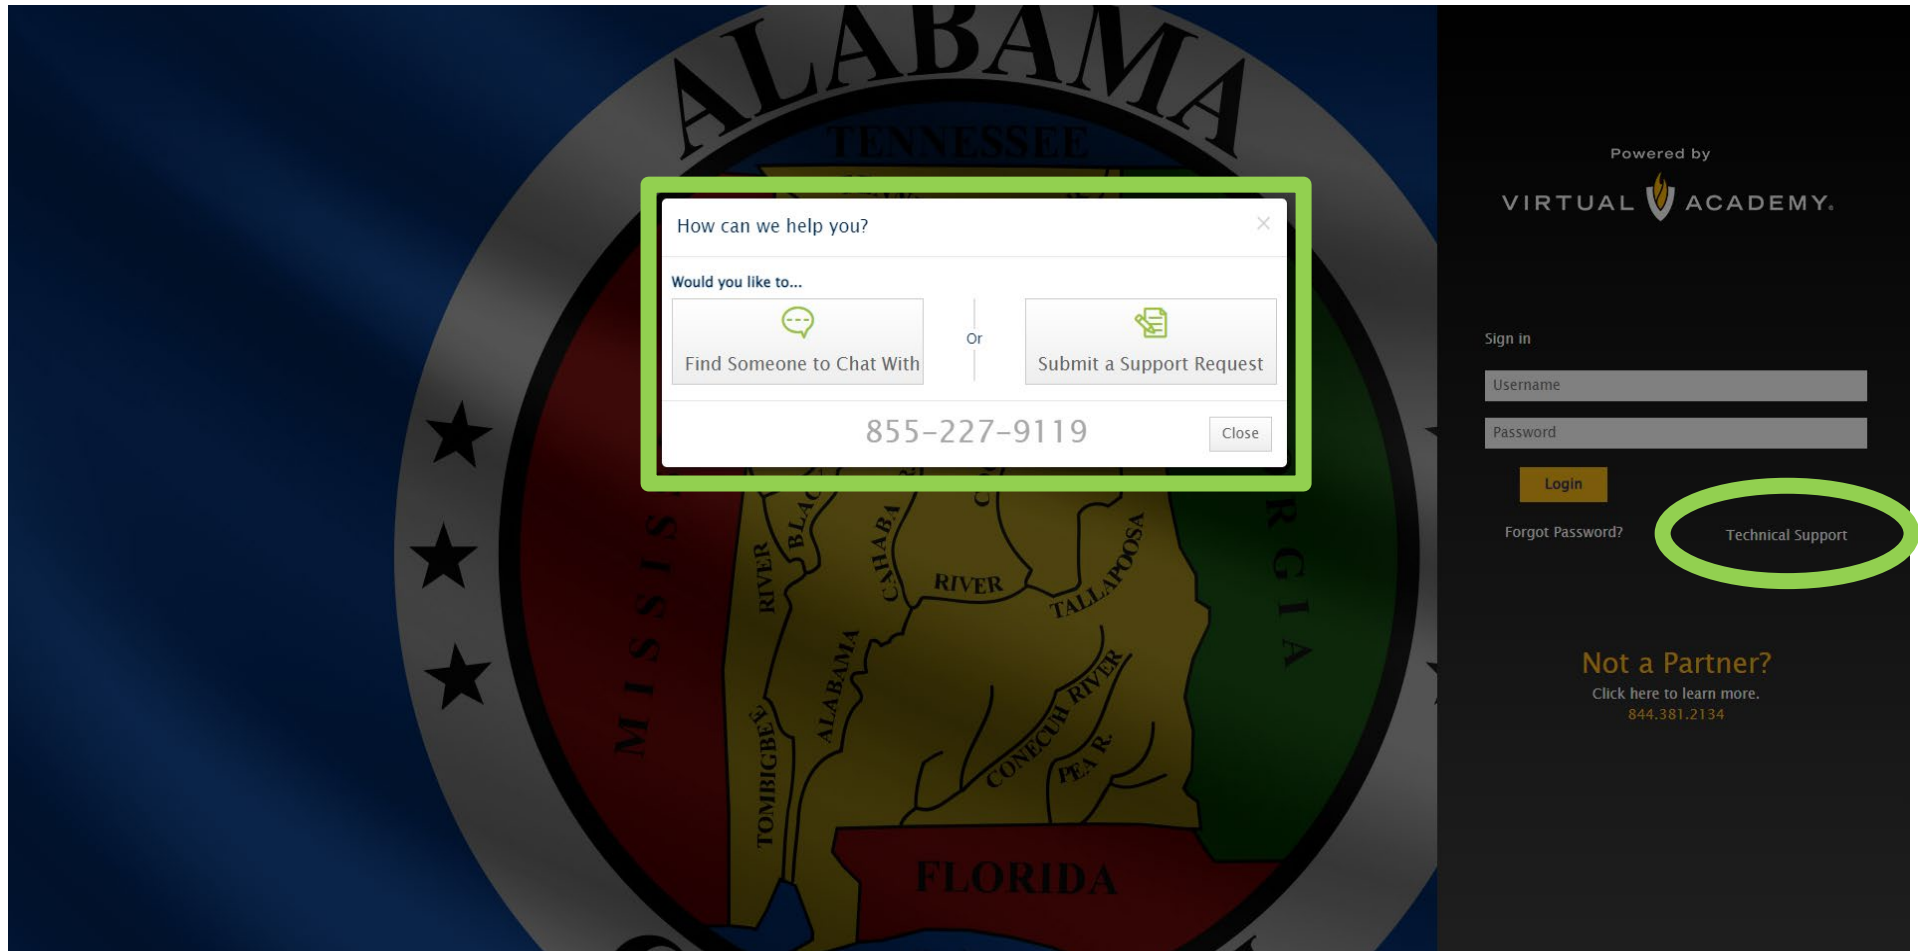 ALABAMA
TENNESSEE
How can we help you?
Would you like to...
Find Someone to Chat With
Or
Submit a Support Request
855-227-9119
Close
MISSIS
RGIA
RIVER
BLAC
CAHABA
RIVER
TALLAPOOSA
ALABAMA
TOMBIGBEE
CONECUH RIVER
PEA R.
FLORIDA
Powered by
VIRTUAL ACADEMY.
Sign in
Username
Password
Login
Forgot Password?
Technical Support
Not a Partner?
Click here to learn more.
844.381.2134